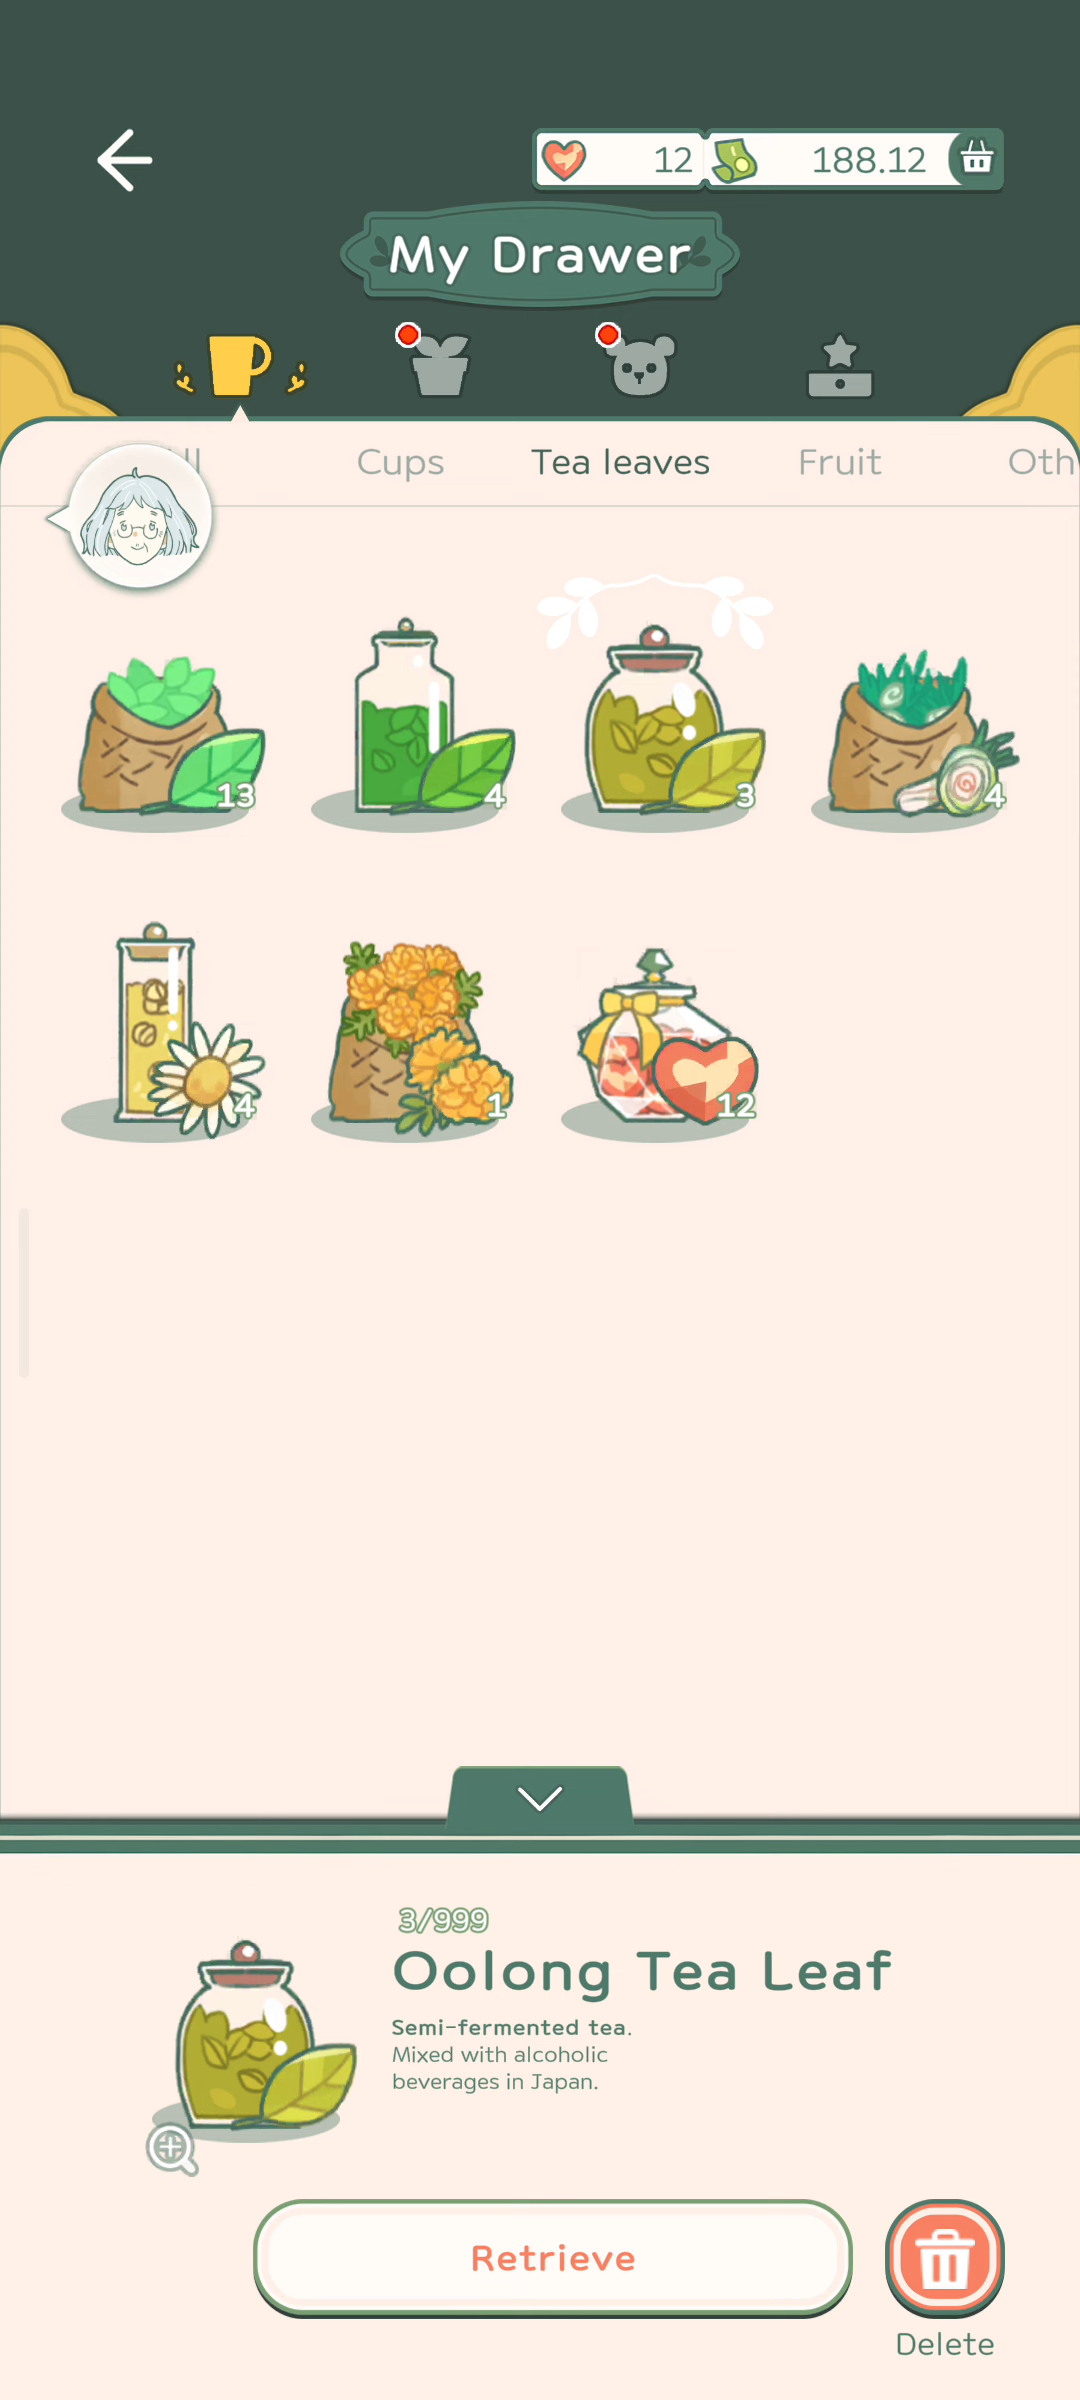 12 188.12
My Drawer
Cups Tea leaves Fruit Oth
13 4 3 4
4 1 12
3/999
Oolong Tea Leaf
Semi-fermented tea.
Mixed with alcoholic
beverages in Japan.
Retrieve
Delete